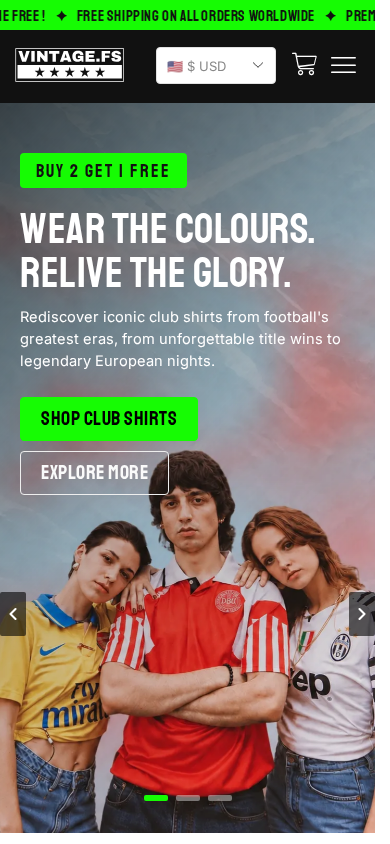 E FREE ! ✦ FREE SHIPPING ON ALL ORDERS WORLDWIDE ✦ PREM
VINTAGE.FS
$ USD
BUY 2 GET 1 FREE
WEAR THE COLOURS.
RELIVE THE GLORY.
Rediscover iconic club shirts from football's
greatest eras, from unforgettable title wins to
legendary European nights.
SHOP CLUB SHIRTS
EXPLORE MORE
DBU
Jeep